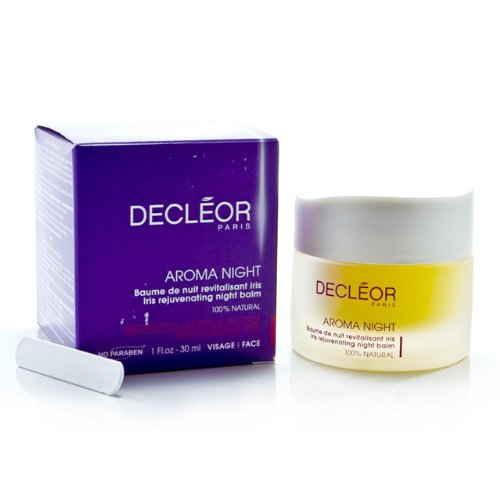 DECLÉOR
PARIS
AROMA NIGHT
Baume de nuit revitalisant iris
Iris rejuvenating night balm
100% NATURAL
NO PARABEN
1 Fl.oz - 30 ml VISAGE | FACE
DECLÉOR
PARIS
AROMA NIGHT
Baume de nuit revitalisant iris
Iris rejuvenating night balm
100% NATURAL